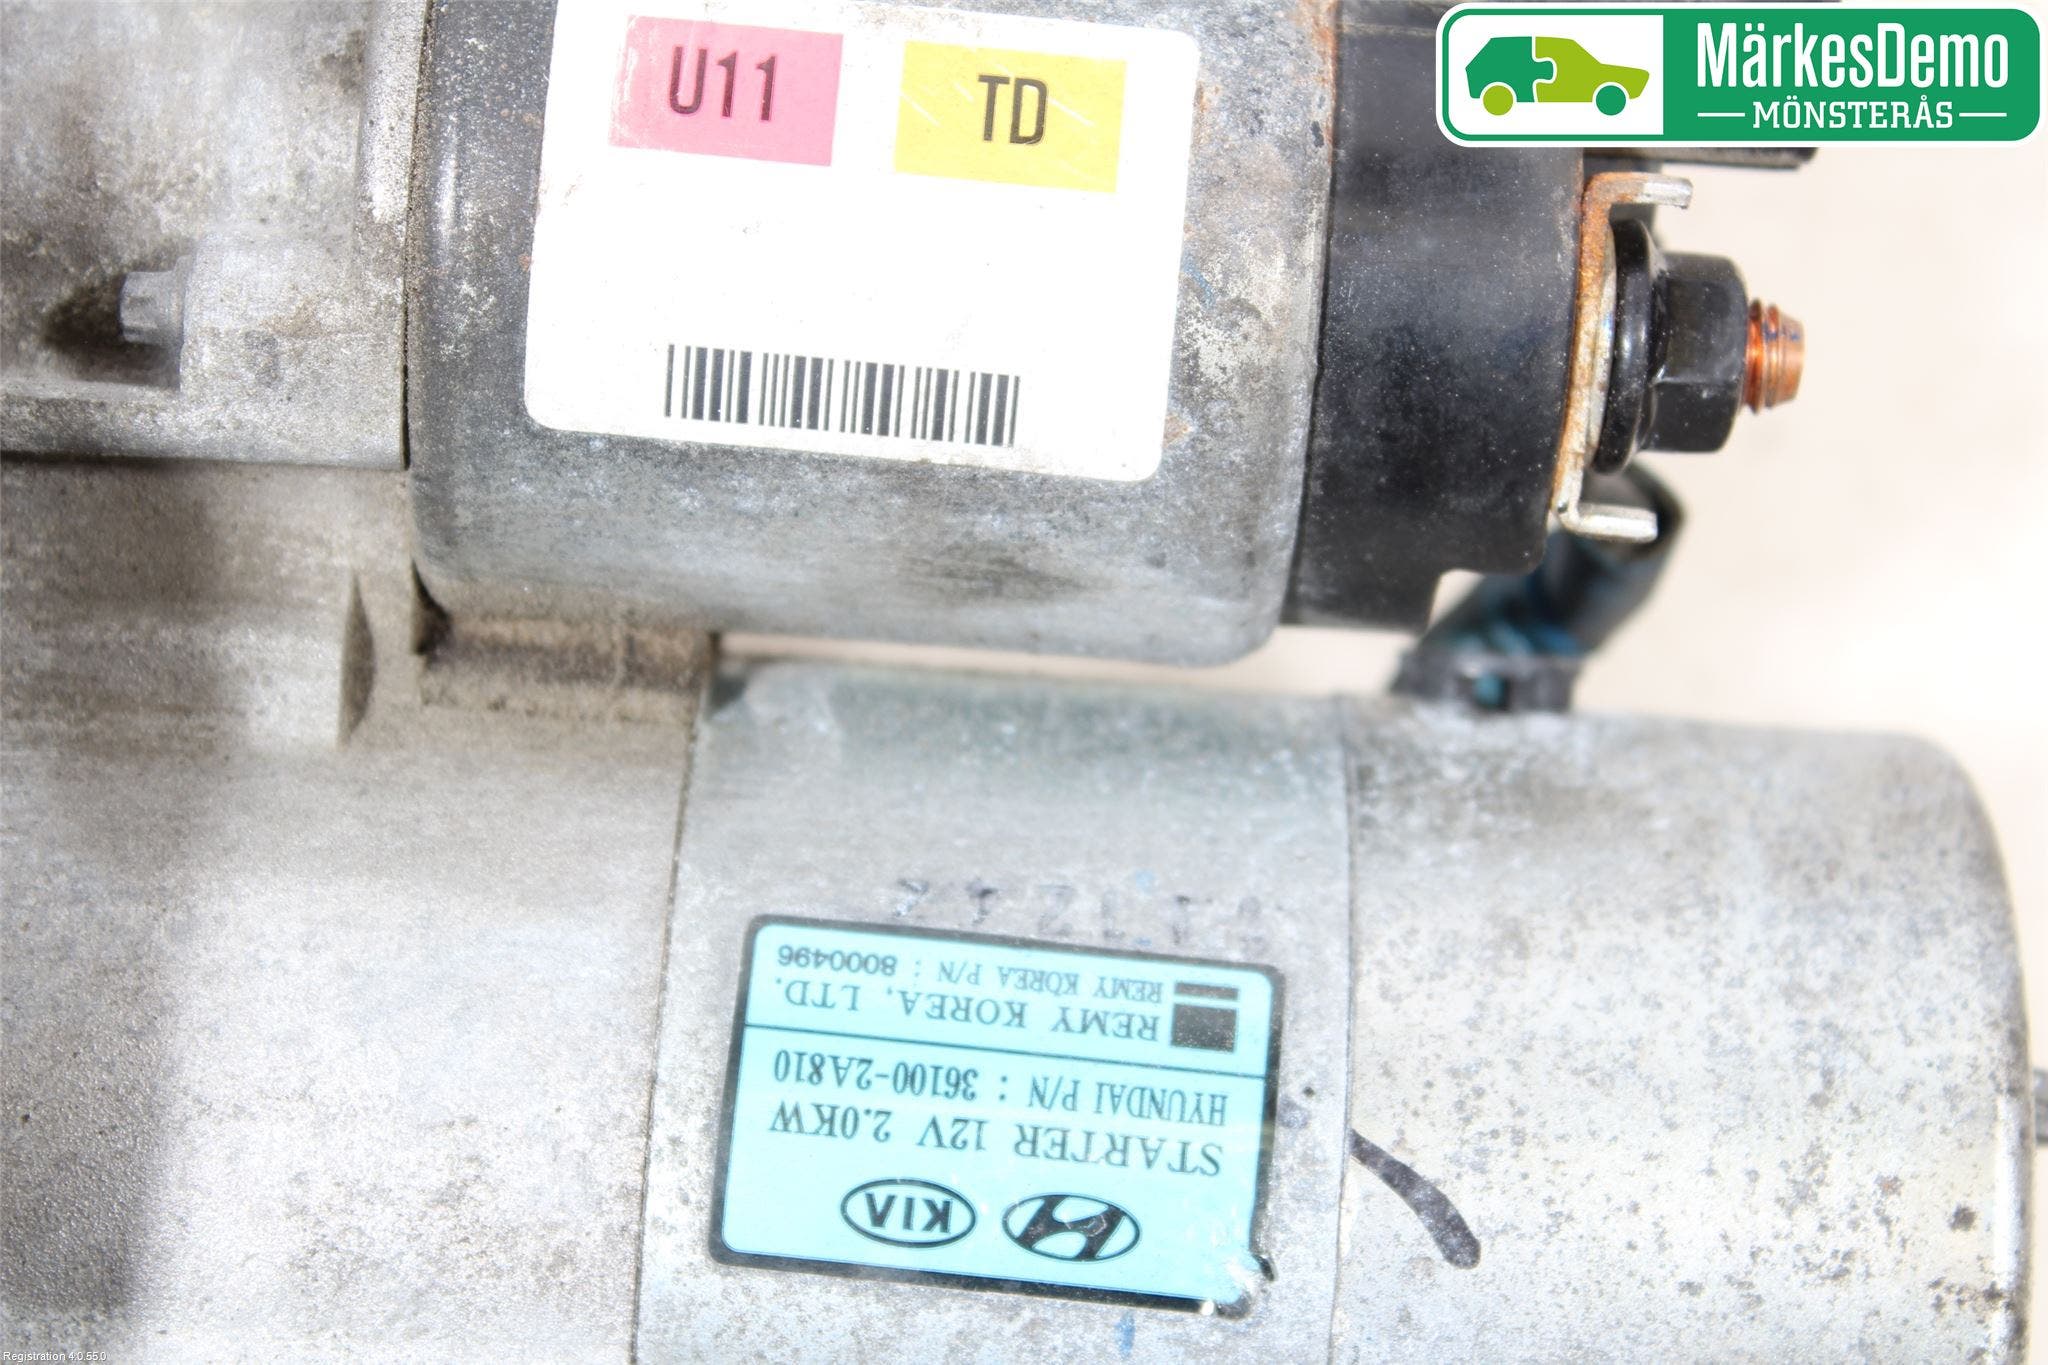 U11 TD
MärkesDemo
MÖNSTERÅS
STARTER 12V 2.0KW
HYUNDAI P/N : 36100-2A810
REMY KOREA, LTD.
REMY KOREA P/N : 8000496
KIA
Registration 4.0.55.0